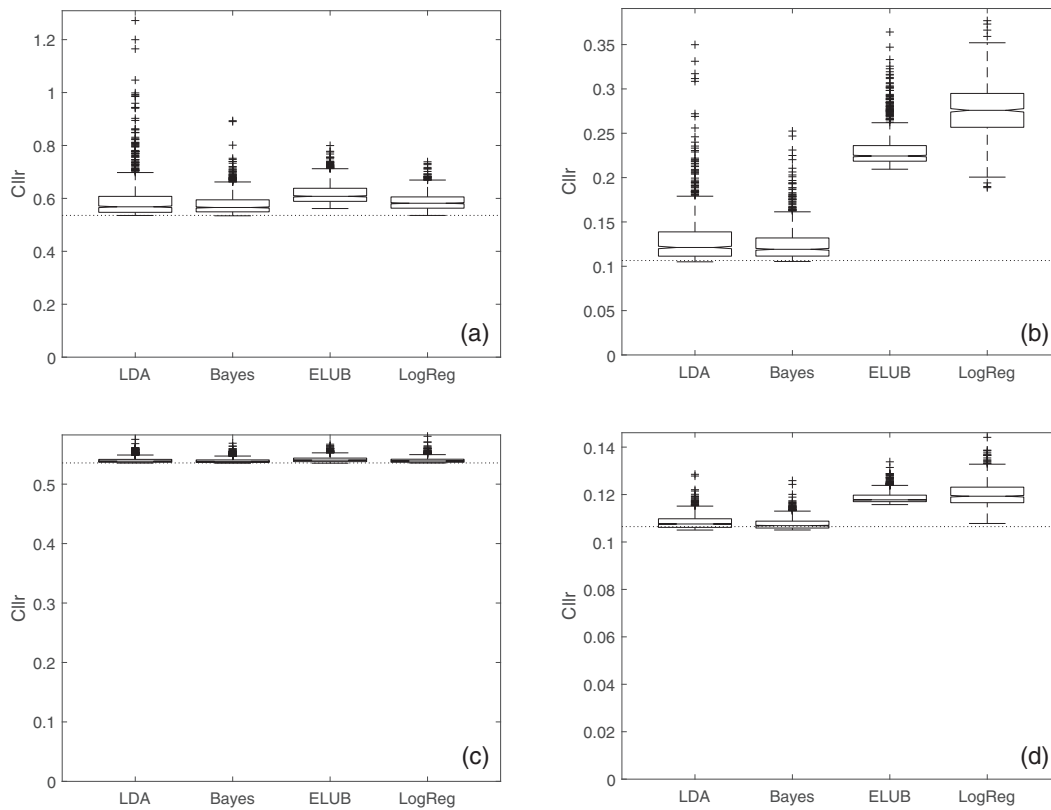 1.2
1
0.8
0.6
0.4
0.2
0
Cllr
LDA Bayes ELUB LogReg
(a)
0.35
0.3
0.25
0.2
0.15
0.1
0.05
0
Cllr
LDA Bayes ELUB LogReg
(b)
0.5
0.4
0.3
0.2
0.1
0
Cllr
LDA Bayes ELUB LogReg
(c)
0.14
0.12
0.1
0.08
0.06
0.04
0.02
0
Cllr
LDA Bayes ELUB LogReg
(d)